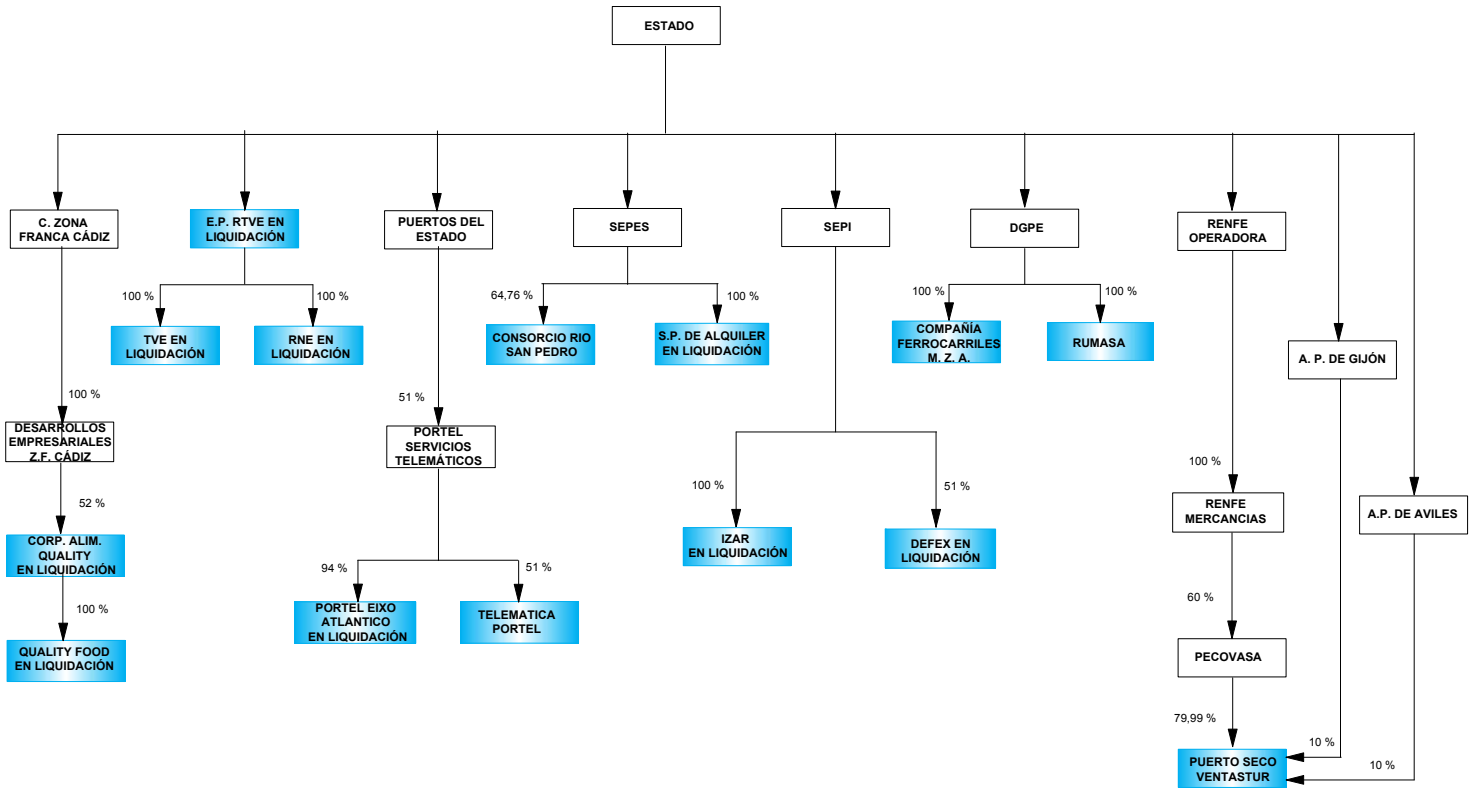 ESTADO
C. ZONA
FRANCA CÁDIZ
E.P. RTVE EN
LIQUIDACIÓN
PUERTOS DEL
ESTADO
SEPES
SEPI
DGPE
RENFE
OPERADORA
100 %
100 %
64,76 %
100 %
100 %
100 %
TVE EN
LIQUIDACIÓN
RNE EN
LIQUIDACIÓN
CONSORCIO RIO
SAN PEDRO
S.P. DE ALQUILER
EN LIQUIDACIÓN
COMPAÑÍA
FERROCARRILES
M. Z. A.
RUMASA
A. P. DE GIJÓN
100 %
51 %
DESARROLLOS
EMPRESARIALES
Z.F. CÁDIZ
PORTEL
SERVICIOS
TELEMÁTICOS
100 %
52 %
100 %
51 %
RENFE
MERCANCIAS
A.P. DE AVILES
CORP. ALIM.
QUALITY
EN LIQUIDACIÓN
IZAR
EN LIQUIDACIÓN
DEFEX EN
LIQUIDACIÓN
94 %
51 %
100 %
60 %
PORTEL EIXO
ATLANTICO
EN LIQUIDACIÓN
TELEMATICA
PORTEL
QUALITY FOOD
EN LIQUIDACIÓN
PECOVASA
79,99 %
10 %
10 %
PUERTO SECO
VENTASTUR